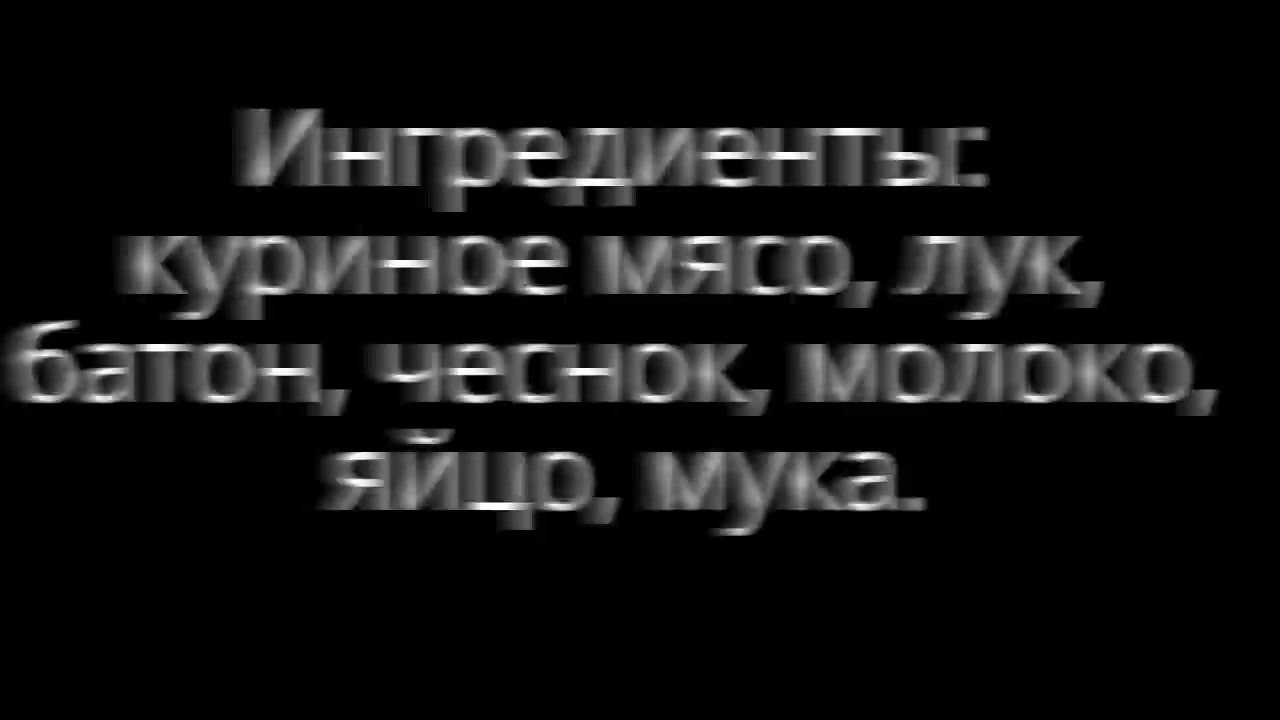 Ингредиенты:
куриное мясо, лук,
батон, чеснок, молоко,
яйцо, мука.